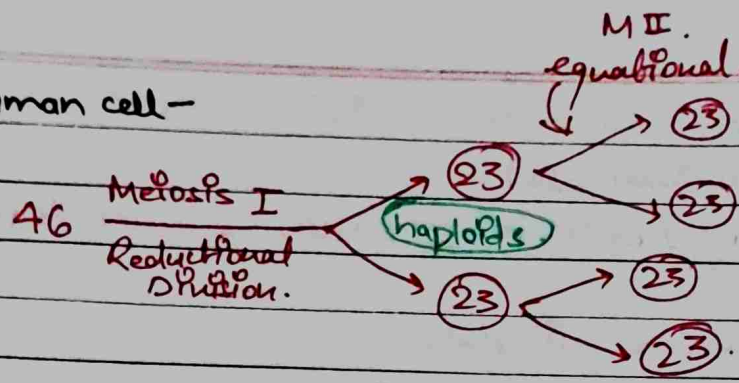 M II.
equational
man cell-
23
23
23
46
Meiosis I
haploids
Reductional
Division.
23
23
23.